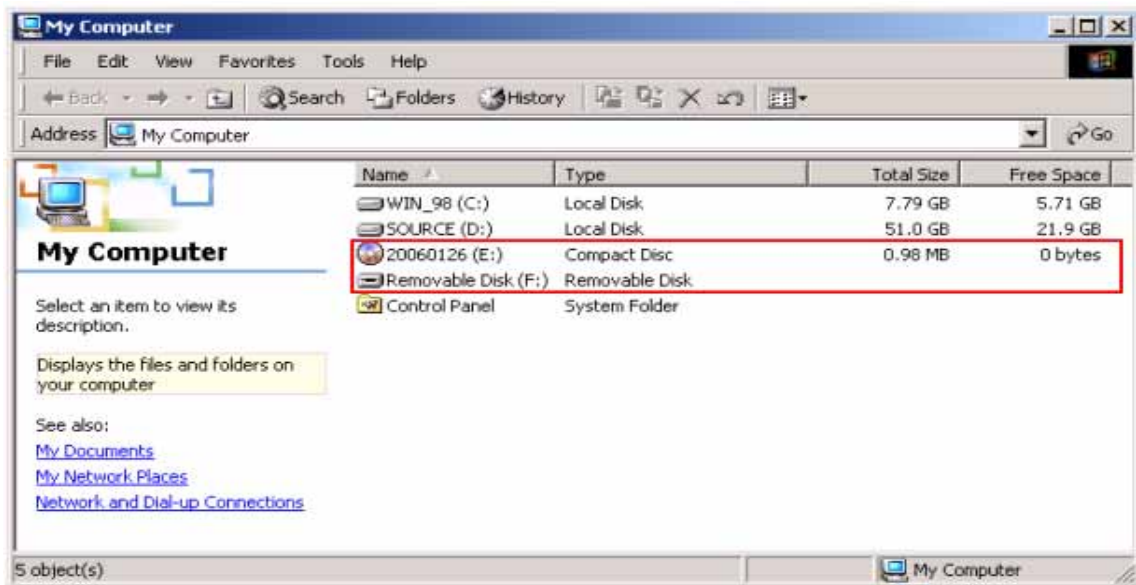 My Computer
File Edit View Favorites Tools Help
Back Search Folders History
Address My Computer Go
Name Type Total Size Free Space
WIN_98 (C:) Local Disk 7.79 GB 5.71 GB
SOURCE (D:) Local Disk 51.0 GB 21.9 GB
20060126 (E:) Compact Disc 0.98 MB 0 bytes
Removable Disk (F:) Removable Disk
Control Panel System Folder
My Computer
Select an item to view its
description.
Displays the files and folders on
your computer
See also:
My Documents
My Network Places
Network and Dial-up Connections
5 object(s) My Computer